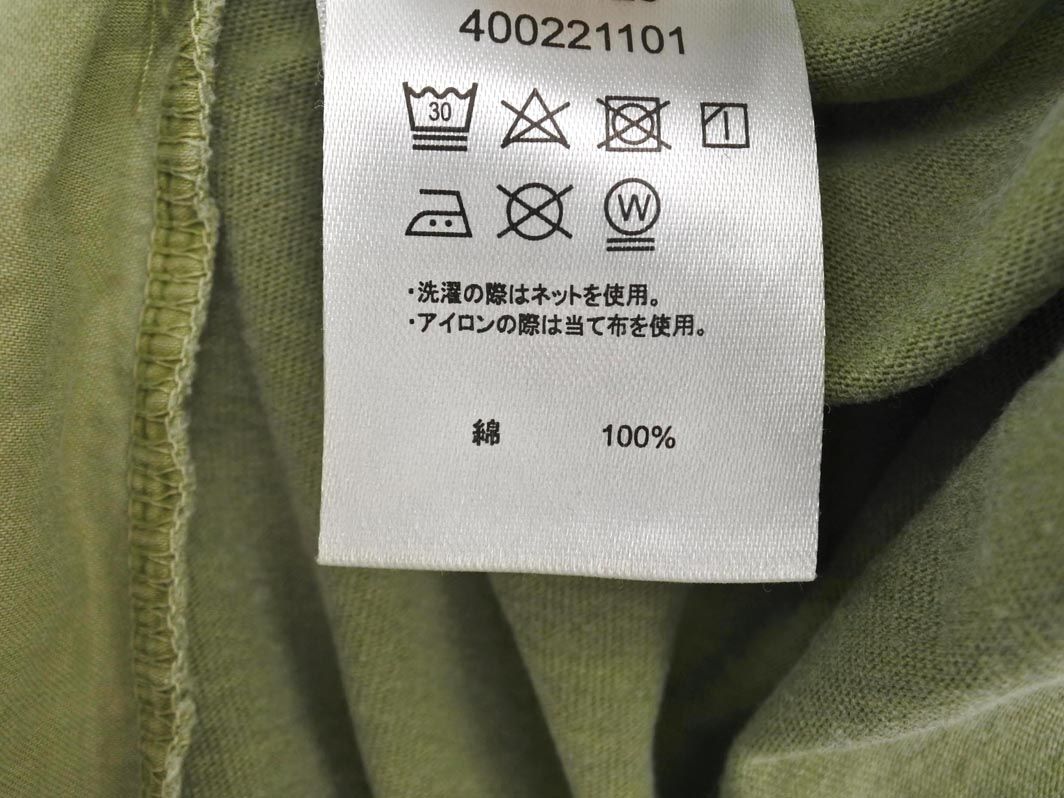 400221101
30
W
・洗濯の際はネットを使用。
・アイロンの際は当て布を使用。
綿 100%